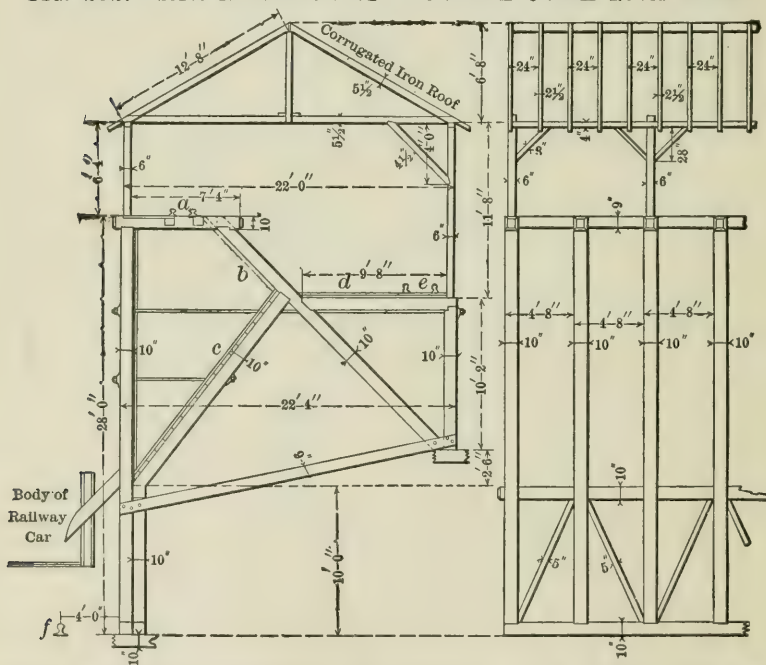 Corrugated Iron Roof
12'-8"
5½"
6'-8"
24" 24" 24" 24"
2½" 2½"
5½"
4½"
4'-0"
4"
8"
28"
6"
22'-0"
7'-4"
a
10"
6"
11'-8"
6" 6"
9"
b
d
9'-8"
e
4'-8" 4'-8" 4'-8"
10"
c
10"
10"
10"
10'-2"
10" 10" 10" 10"
28'-0"
22'-4"
2'-6"
Body of
Railway
Car
10"
10'-0"
10"
5" 5"
f
4'-0"
10"
10"